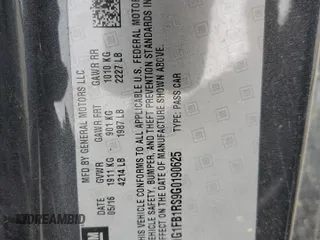 MFD BY GENERAL MOTORS LLC
05/16 GVWR GAWR FRT GAWR RR
1911 KG 901 KG 1010 KG
4214 LB 1987 LB 2227 LB
THIS VEHICLE CONFORMS TO ALL APPLICABLE U.S. FEDERAL MOTOR
VEHICLE SAFETY, BUMPER, AND THEFT PREVENTION STANDARDS IN
EFFECT ON THE DATE OF MANUFACTURE SHOWN ABOVE.
G1FB1RS9G0190625 TYPE: PASS CAR
GM
IDREAMBID